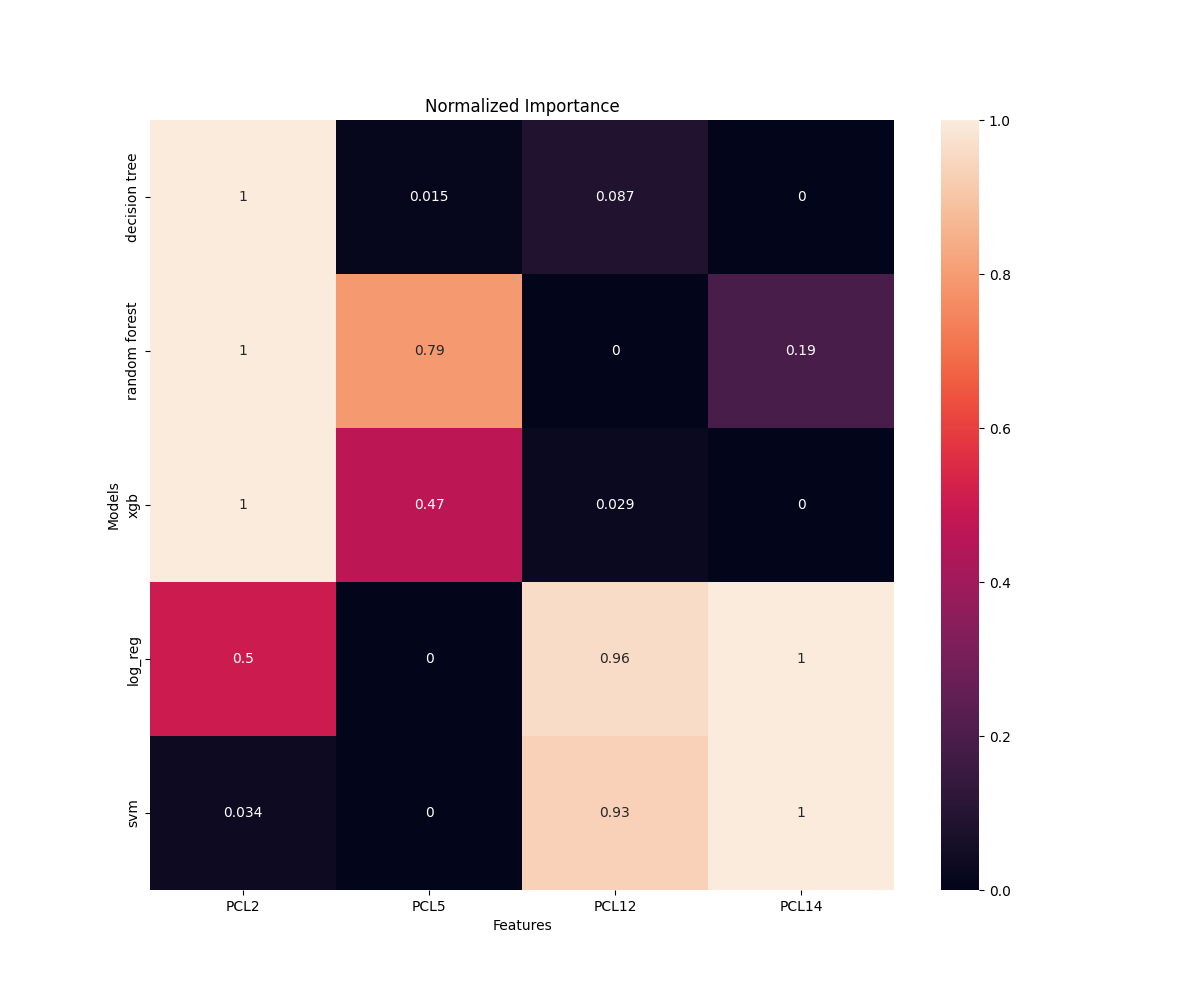 Normalized Importance
decision tree 1 0.015 0.087 0
random forest 1 0.79 0 0.19
xgb 1 0.47 0.029 0
log_reg 0.5 0 0.96 1
svm 0.034 0 0.93 1
Models
PCL2 PCL5 PCL12 PCL14
Features
1.0
0.8
0.6
0.4
0.2
0.0